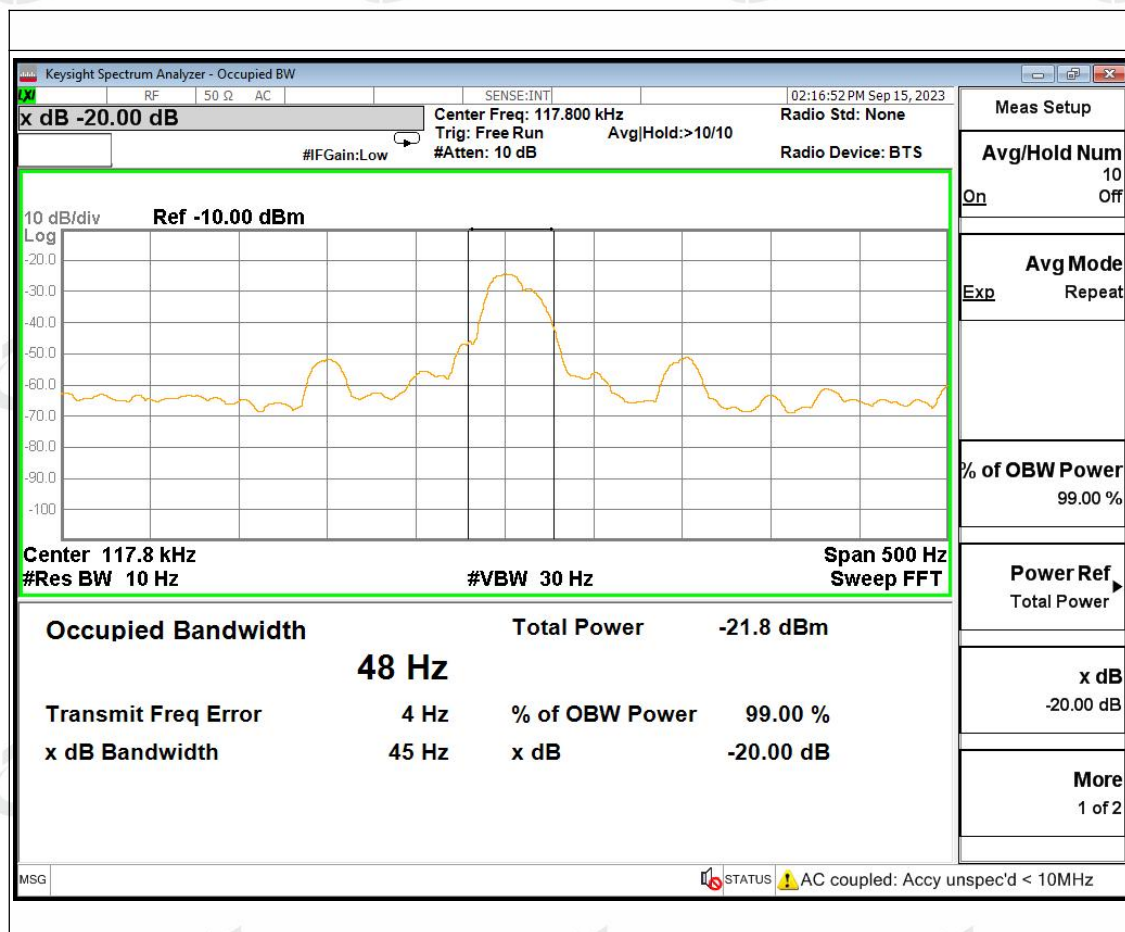 Keysight Spectrum Analyzer - Occupied BW
LXI RF 50 Ω AC SENSE:INT 02:16:52 PM Sep 15, 2023
x dB -20.00 dB
Center Freq: 117.800 kHz Radio Std: None
Trig: Free Run Avg|Hold:>10/10
#IFGain:Low #Atten: 10 dB Radio Device: BTS
10 dB/div Ref -10.00 dBm
Log
-20.0
-30.0
-40.0
-50.0
-60.0
-70.0
-80.0
-90.0
-100
Center 117.8 kHz Span 500 Hz
#Res BW 10 Hz #VBW 30 Hz Sweep FFT
Occupied Bandwidth Total Power -21.8 dBm
48 Hz
Transmit Freq Error 4 Hz % of OBW Power 99.00 %
x dB Bandwidth 45 Hz x dB -20.00 dB
Meas Setup
Avg/Hold Num
10
On Off
Avg Mode
Exp Repeat
% of OBW Power
99.00 %
Power Ref
Total Power
x dB
-20.00 dB
More
1 of 2
MSG STATUS AC coupled: Accy unspec'd < 10MHz